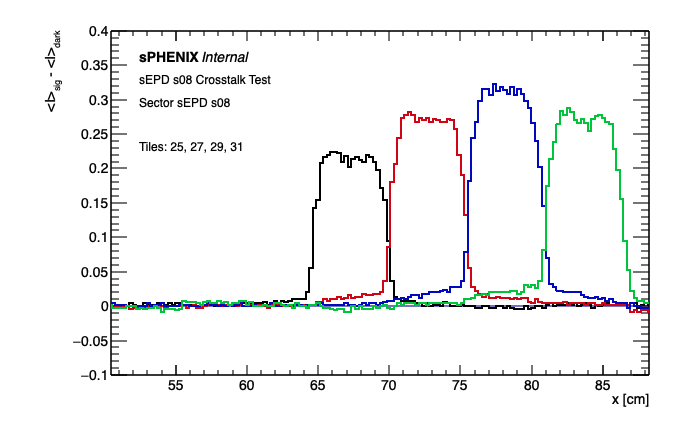 0.4
0.35
0.3
0.25
0.2
0.15
0.1
0.05
0
−0.05
−0.1
<I>sig - <I>dark
sPHENIX Internal
sEPD s08 Crosstalk Test
Sector sEPD s08
Tiles: 25, 27, 29, 31
55 60 65 70 75 80 85
x [cm]